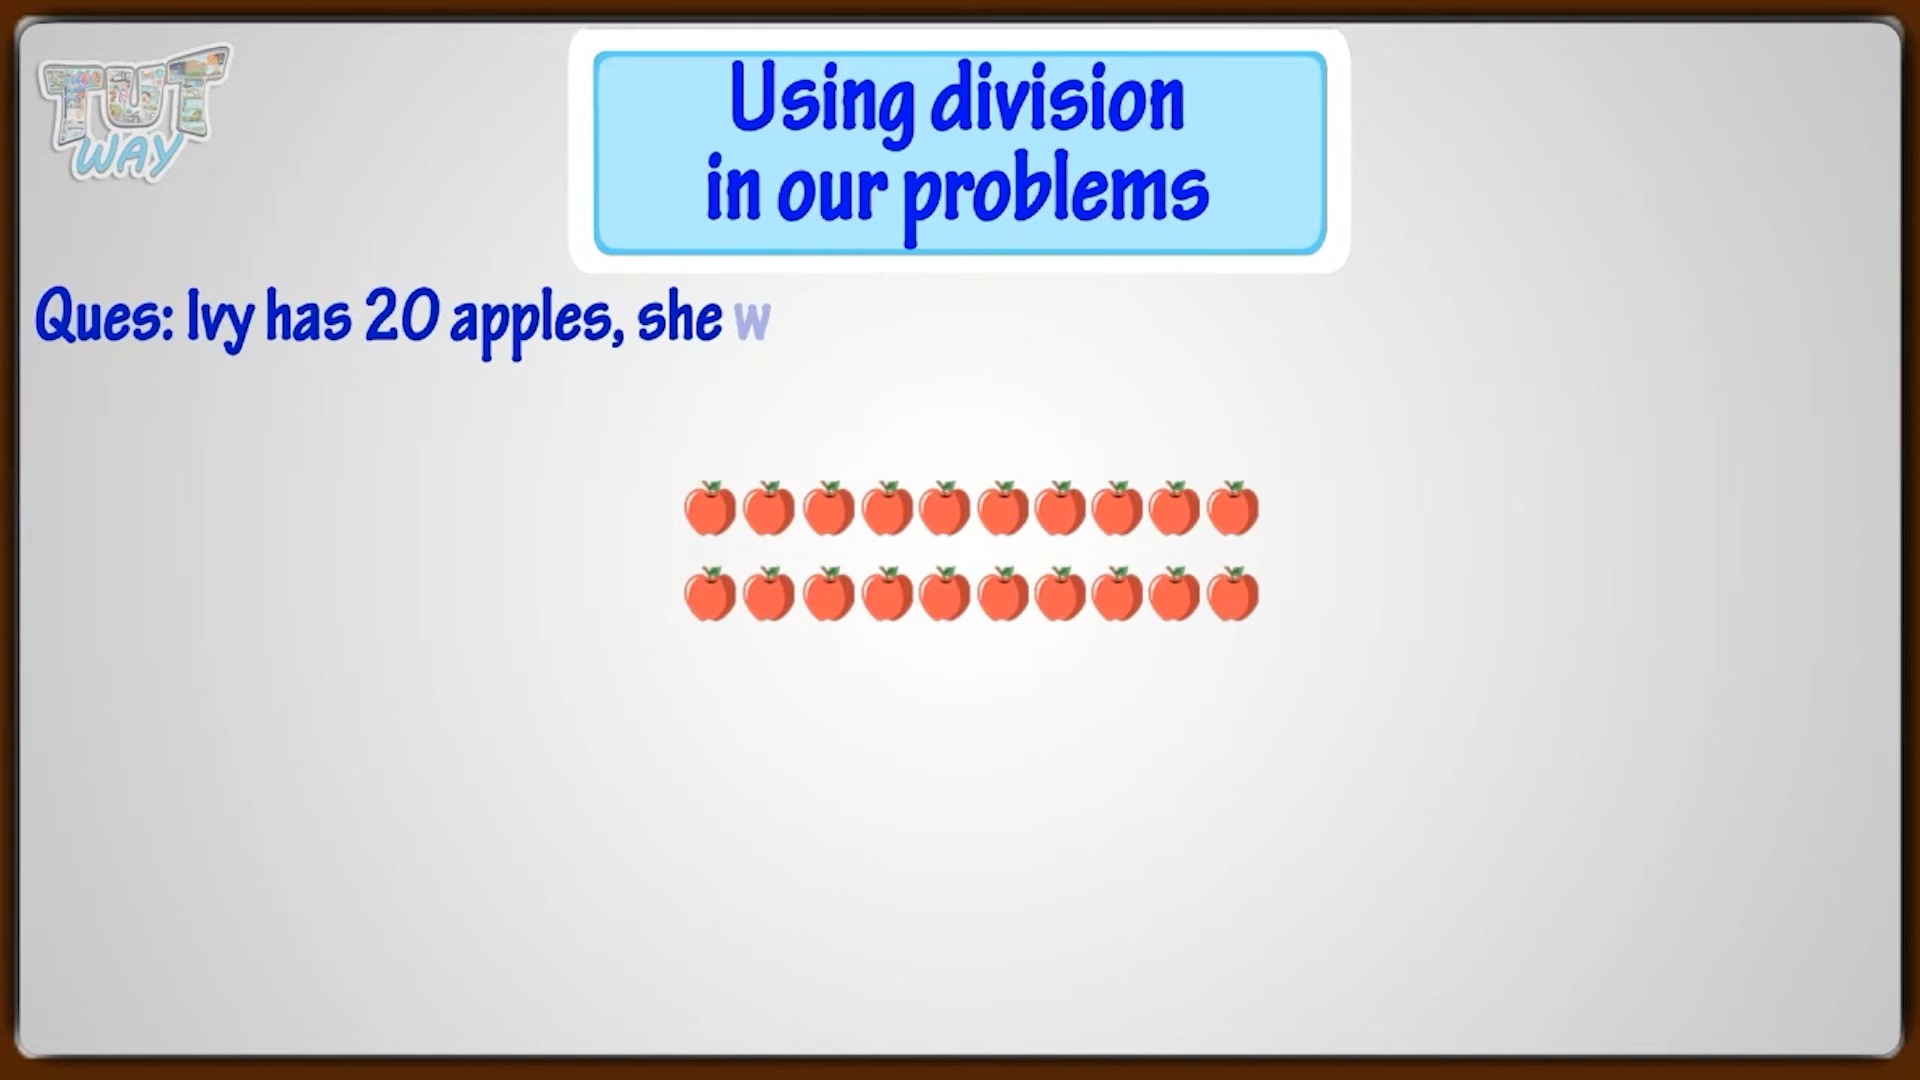 TUT
WAY
Using division
in our problems
Ques: Ivy has 20 apples, she w